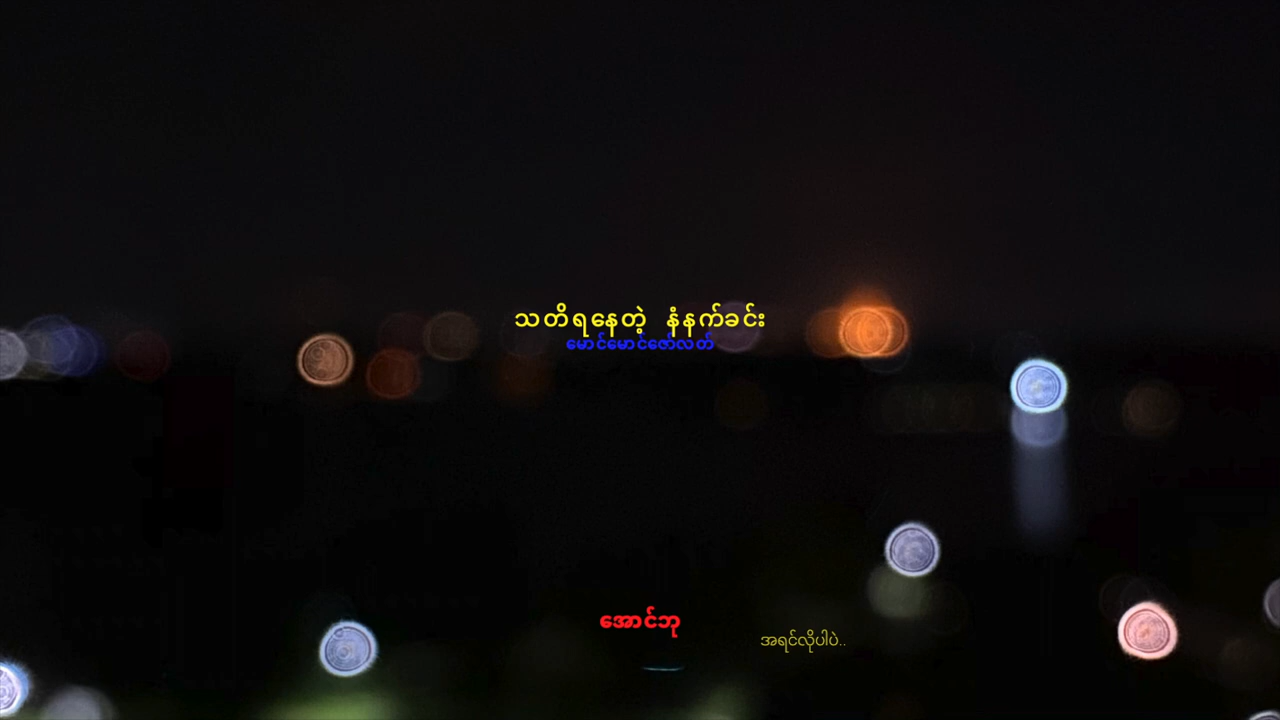 သတိရနေတဲ့ နံနက်ခင်း
မောင်မောင်ဇော်လတ်
အောင်ဘု
အရင်လိုပါပဲ..